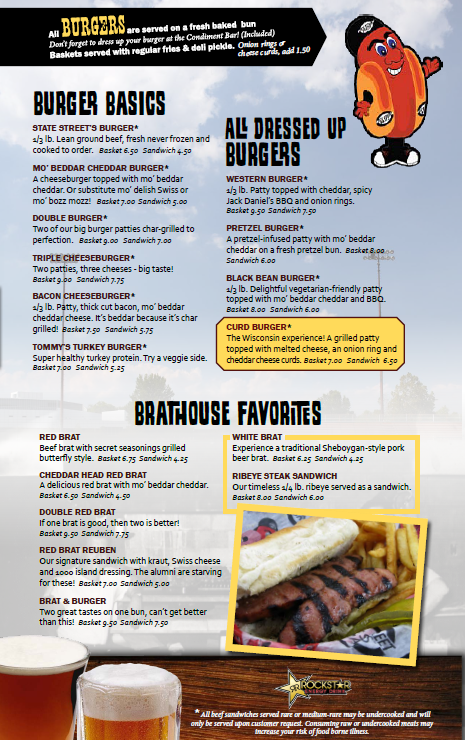 All BURGERS are served on a fresh baked bun
Don't forget to dress up your burger at the Condiment Bar! (Included)
Baskets served with regular fries & deli pickle. Onion rings or
cheese curds, add 1.50
BURGER BASICS
STATE STREET'S BURGER*
1/3 lb. Lean ground beef, fresh never frozen and
cooked to order. Basket 6.50 Sandwich 4.50
MO' BEDDAR CHEDDAR BURGER*
A cheeseburger topped with mo' beddar
cheddar. Or substitute mo' delish Swiss or
mo' bozz mozz! Basket 7.00 Sandwich 5.00
DOUBLE BURGER*
Two of our big burger patties char-grilled to
perfection. Basket 9.00 Sandwich 7.00
TRIPLE CHEESEBURGER*
Two patties, three cheeses - big taste!
Basket 9.00 Sandwich 7.75
BACON CHEESEBURGER*
1/3 lb. Patty, thick cut bacon, mo' beddar
cheddar cheese. It's beddar because it's char
grilled! Basket 7.50 Sandwich 5.75
TOMMY'S TURKEY BURGER*
Super healthy turkey protein. Try a veggie side.
Basket 7.00 Sandwich 5.25
ALL DRESSED UP
BURGERS
WESTERN BURGER*
1/3 lb. Patty topped with cheddar, spicy
Jack Daniel's BBQ and onion rings.
Basket 9.50 Sandwich 7.50
PRETZEL BURGER*
A pretzel-infused patty with mo' beddar
cheddar on a fresh pretzel bun. Basket 8.00
Sandwich 6.00
BLACK BEAN BURGER*
1/3 lb. Delightful vegetarian-friendly patty
topped with mo' beddar cheddar and BBQ.
Basket 8.00 Sandwich 6.00
CURD BURGER*
The Wisconsin experience! A grilled patty
topped with melted cheese, an onion ring and
cheddar cheese curds. Basket 7.00 Sandwich 6.50
BRATHOUSE FAVORITES
RED BRAT
Beef brat with secret seasonings grilled
butterfly style. Basket 6.75 Sandwich 4.25
CHEDDAR HEAD RED BRAT
A delicious red brat with mo' beddar cheddar.
Basket 6.50 Sandwich 4.50
DOUBLE RED BRAT
If one brat is good, then two is better!
Basket 9.50 Sandwich 7.75
RED BRAT REUBEN
Our signature sandwich with kraut, Swiss cheese
and 1000 island dressing. The alumni are starving
for these! Basket 7.00 Sandwich 5.00
BRAT & BURGER
Two great tastes on one bun, can't get better
than this! Basket 9.50 Sandwich 7.50
WHITE BRAT
Experience a traditional Sheboygan-style pork
beer brat. Basket 6.25 Sandwich 4.25
RIBEYE STEAK SANDWICH
Our timeless 1/4 lb. ribeye served as a sandwich.
Basket 8.00 Sandwich 6.00
ROCKSTAR
ENERGY DRINK
* All beef sandwiches served rare or medium-rare may be undercooked and will
only be served upon customer request. Consuming raw or undercooked meats may
increase your risk of food borne illness.